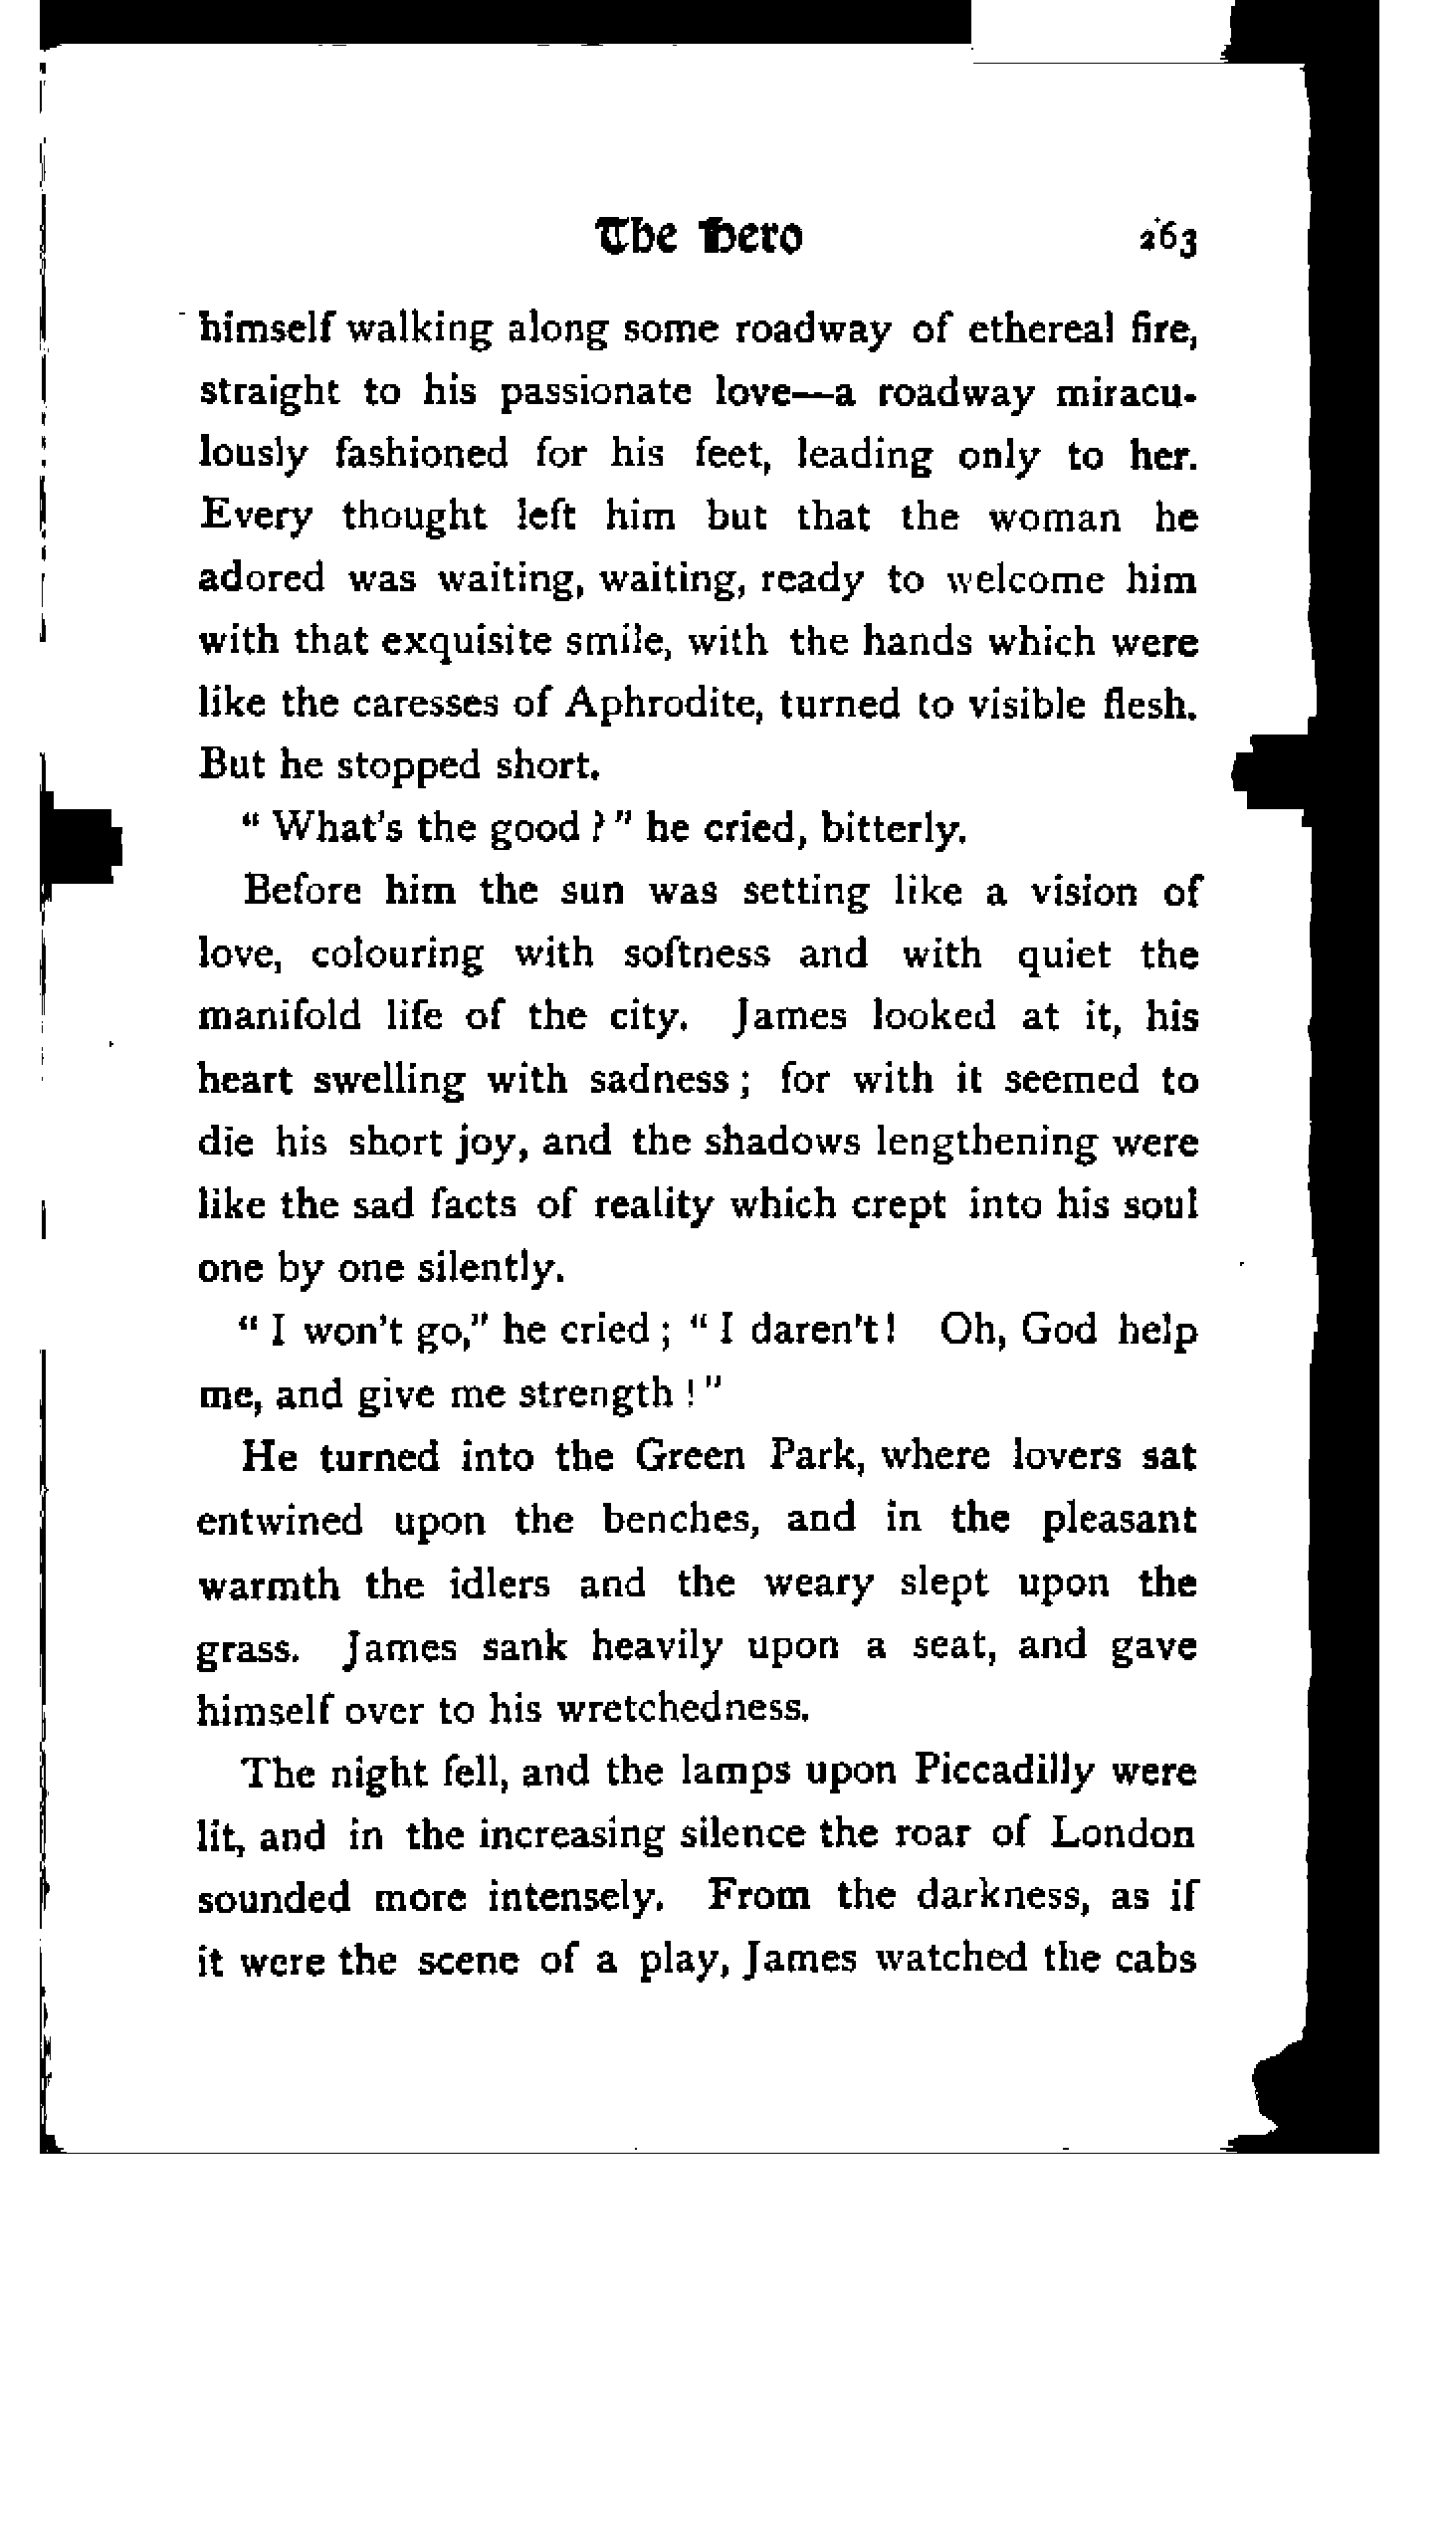 The Hero 263
himself walking along some roadway of ethereal fire,
straight to his passionate love—a roadway miracu-
lously fashioned for his feet, leading only to her.
Every thought left him but that the woman he
adored was waiting, waiting, ready to welcome him
with that exquisite smile, with the hands which were
like the caresses of Aphrodite, turned to visible flesh.
But he stopped short.
" What's the good ? " he cried, bitterly.
Before him the sun was setting like a vision of
love, colouring with softness and with quiet the
manifold life of the city. James looked at it, his
heart swelling with sadness ; for with it seemed to
die his short joy, and the shadows lengthening were
like the sad facts of reality which crept into his soul
one by one silently.
" I won't go," he cried ; " I daren't! Oh, God help
me, and give me strength ! "
He turned into the Green Park, where lovers sat
entwined upon the benches, and in the pleasant
warmth the idlers and the weary slept upon the
grass. James sank heavily upon a seat, and gave
himself over to his wretchedness.
The night fell, and the lamps upon Piccadilly were
lit, and in the increasing silence the roar of London
sounded more intensely. From the darkness, as if
it were the scene of a play, James watched the cabs